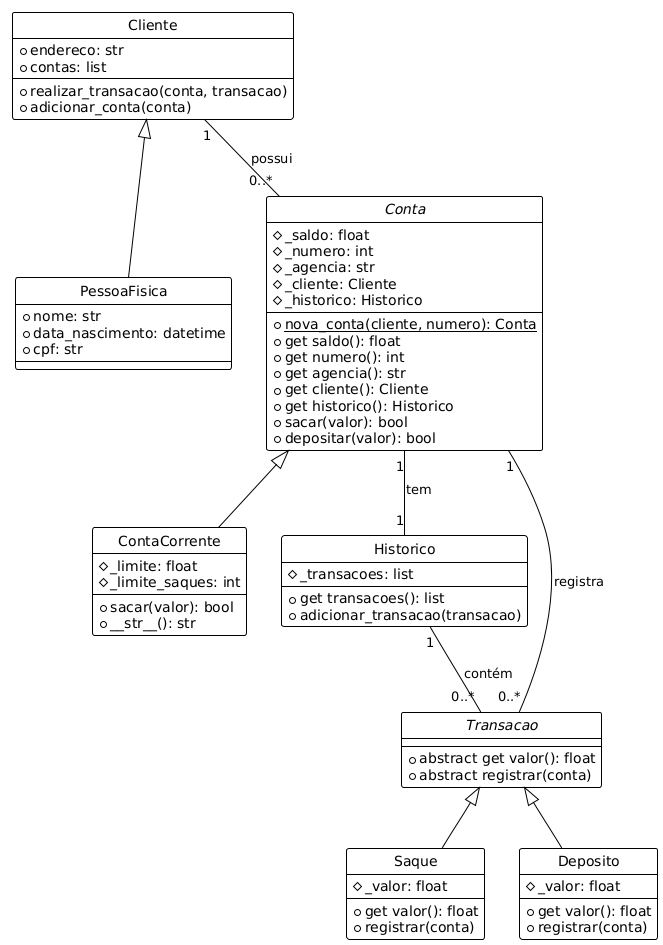 Cliente
endereco: str
contas: list
realizar_transacao(conta, transacao)
adicionar_conta(conta)
1
possui
0..*
Conta
_saldo: float
_numero: int
_agencia: str
_cliente: Cliente
_historico: Historico
nova_conta(cliente, numero): Conta
get saldo(): float
get numero(): int
get agencia(): str
get cliente(): Cliente
get historico(): Historico
sacar(valor): bool
depositar(valor): bool
PessoaFisica
nome: str
data_nascimento: datetime
cpf: str
1
tem
1
1
registra
0..*
ContaCorrente
_limite: float
_limite_saques: int
sacar(valor): bool
__str__(): str
Historico
_transacoes: list
get transacoes(): list
adicionar_transacao(transacao)
1
contém
0..*
Transacao
abstract get valor(): float
abstract registrar(conta)
Saque
_valor: float
get valor(): float
registrar(conta)
Deposito
_valor: float
get valor(): float
registrar(conta)